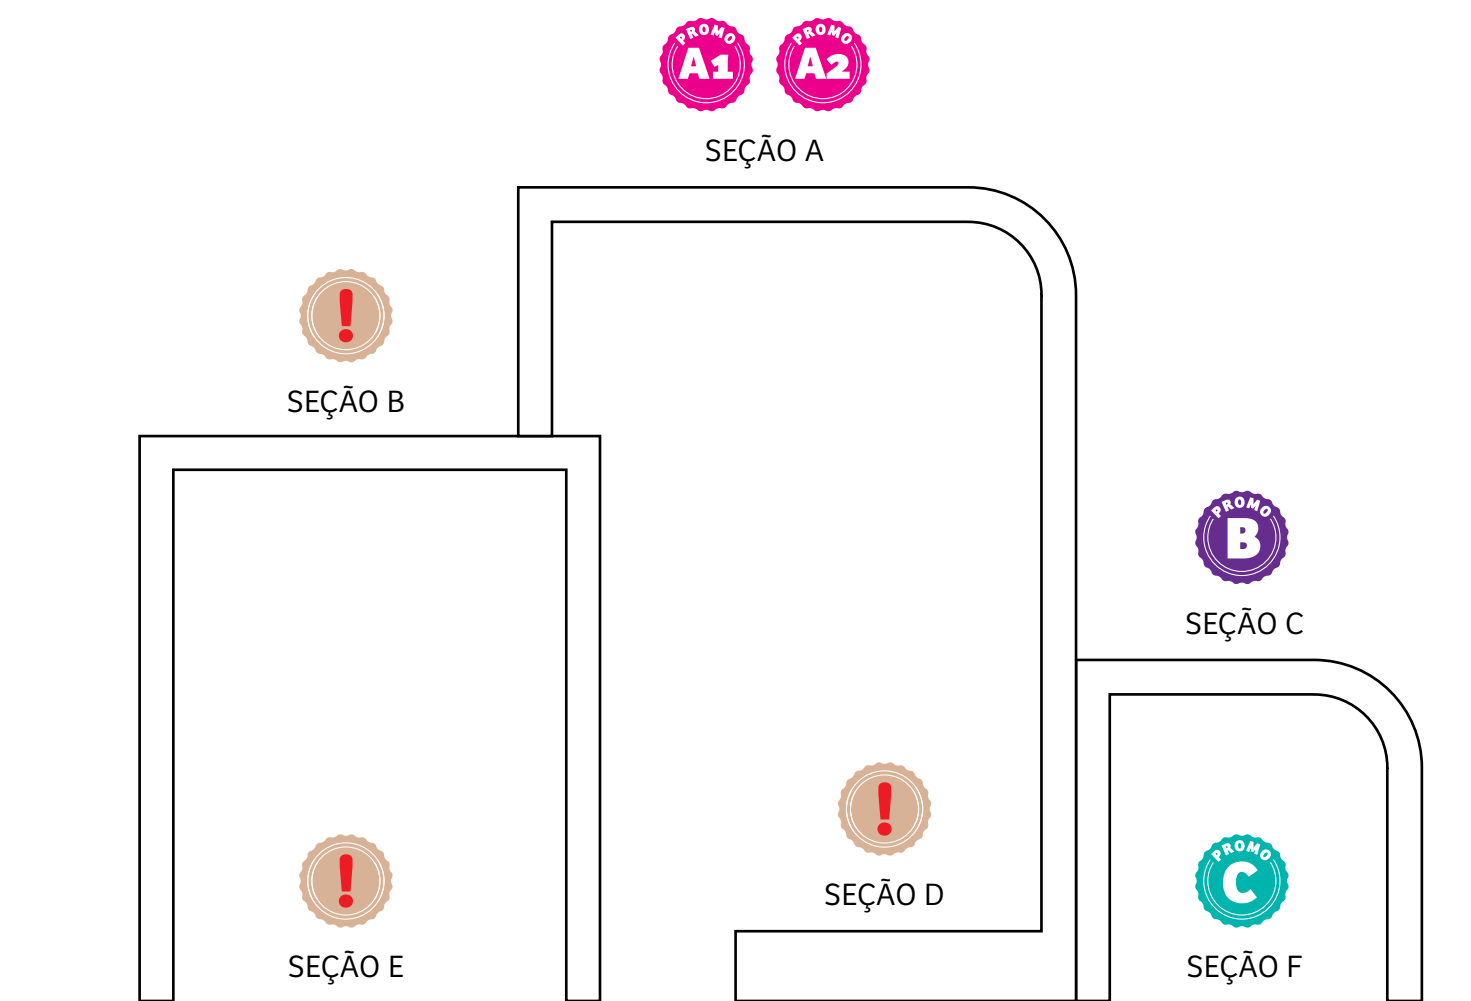 PROMO A1
PROMO A2
SEÇÃO A
!
SEÇÃO B
PROMO B
SEÇÃO C
!
SEÇÃO D
!
SEÇÃO E
PROMO C
SEÇÃO F